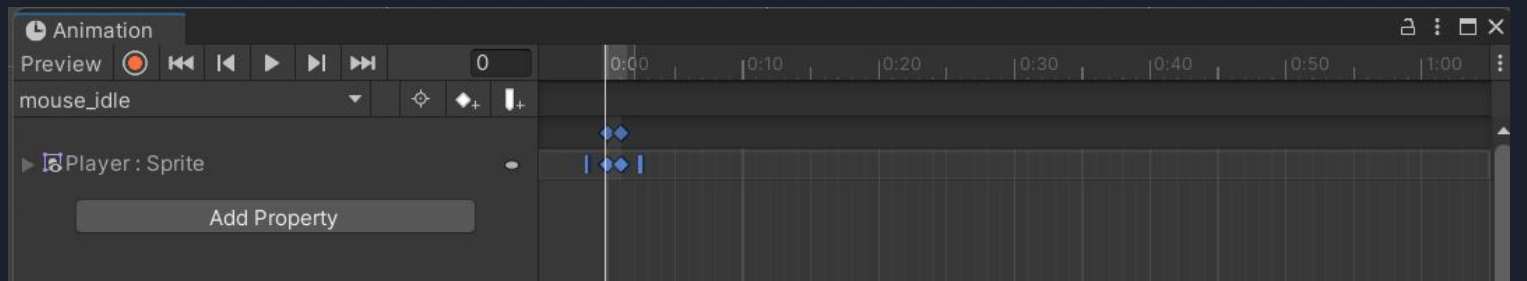 Animation
Preview 0 0:00 0:10 0:20 0:30 0:40 0:50 1:00
mouse_idle
Player : Sprite
Add Property